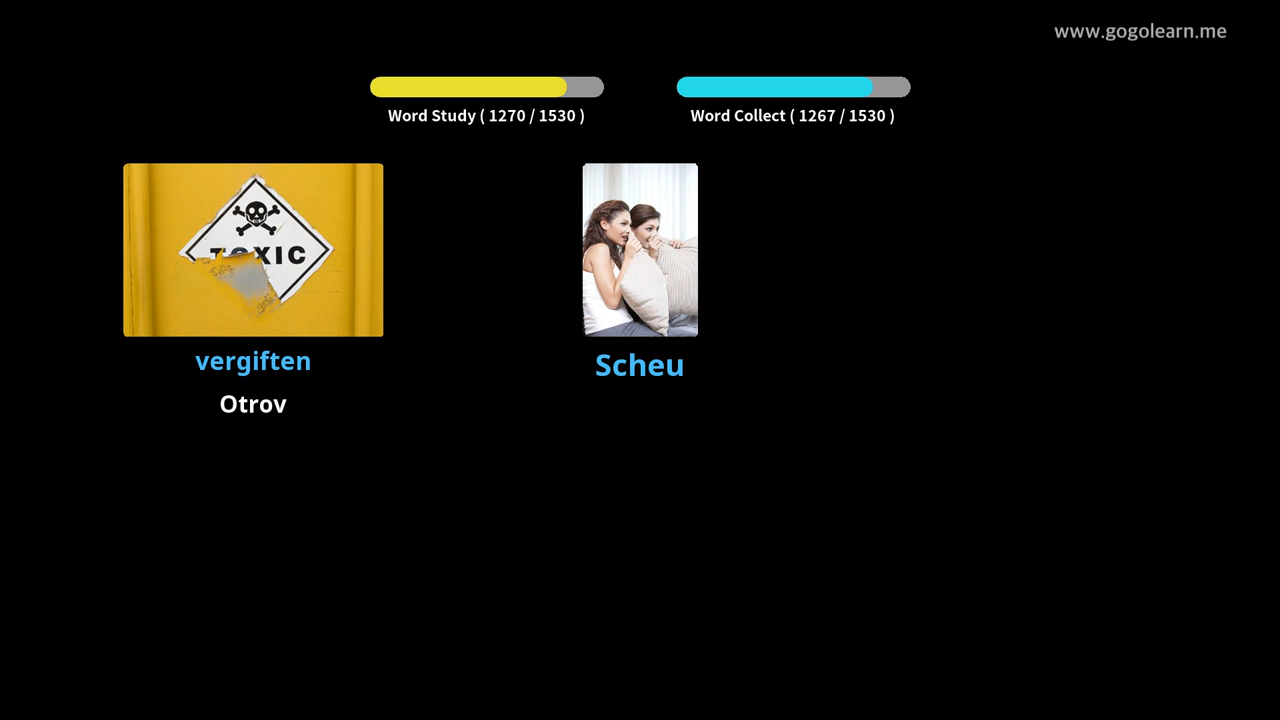 www.gogolearn.me
Word Study ( 1270 / 1530 )
Word Collect ( 1267 / 1530 )
TOXIC
vergiften
Otrov
Scheu